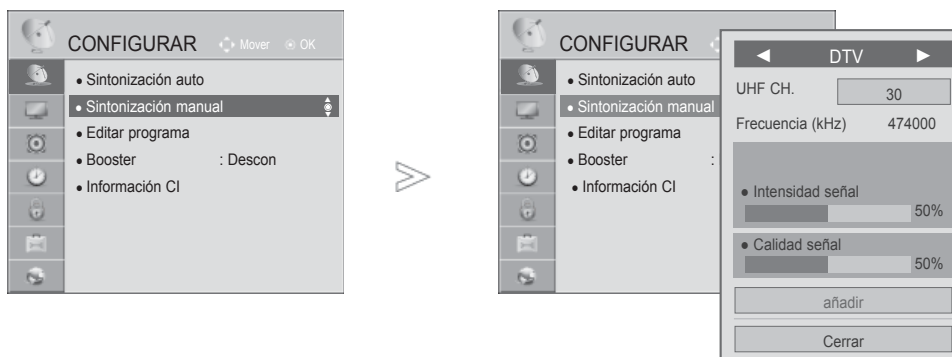 CONFIGURAR Mover OK
• Sintonización auto
• Sintonización manual
• Editar programa
• Booster : Descon
• Información CI
CONFIGURAR
• Sintonización auto
• Sintonización manual
• Editar programa
• Booster :
• Información CI
◄ DTV ►
UHF CH. 30
Frecuencia (kHz) 474000
• Intensidad señal
50%
• Calidad señal
50%
añadir
Cerrar